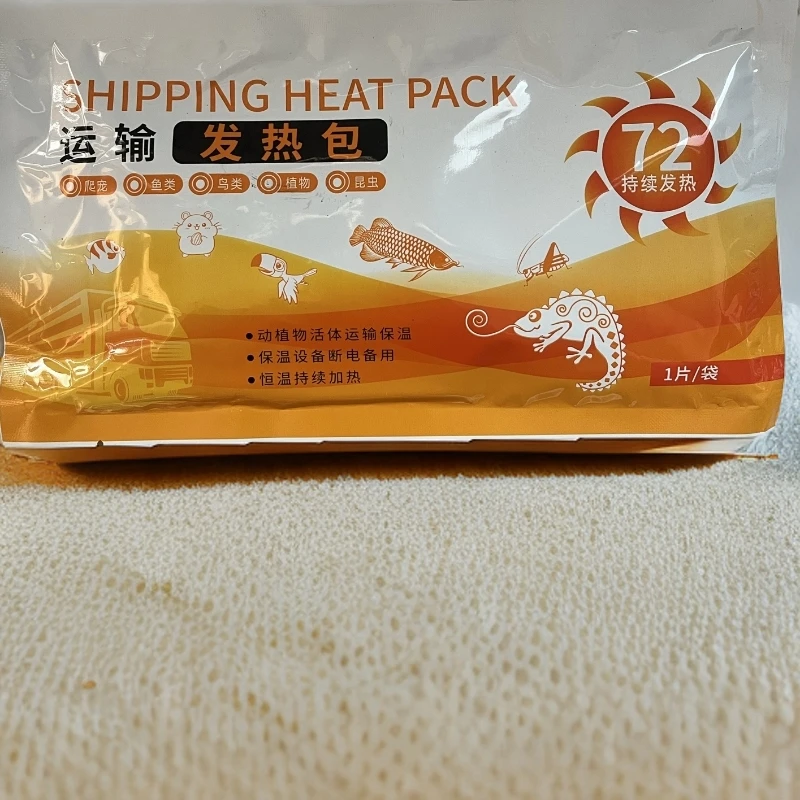 SHIPPING HEAT PACK
运输 发热包
爬宠 鱼类 鸟类 植物 昆虫
72
持续发热
•动植物活体运输保温
•保温设备断电备用
•恒温持续加热
1片/袋